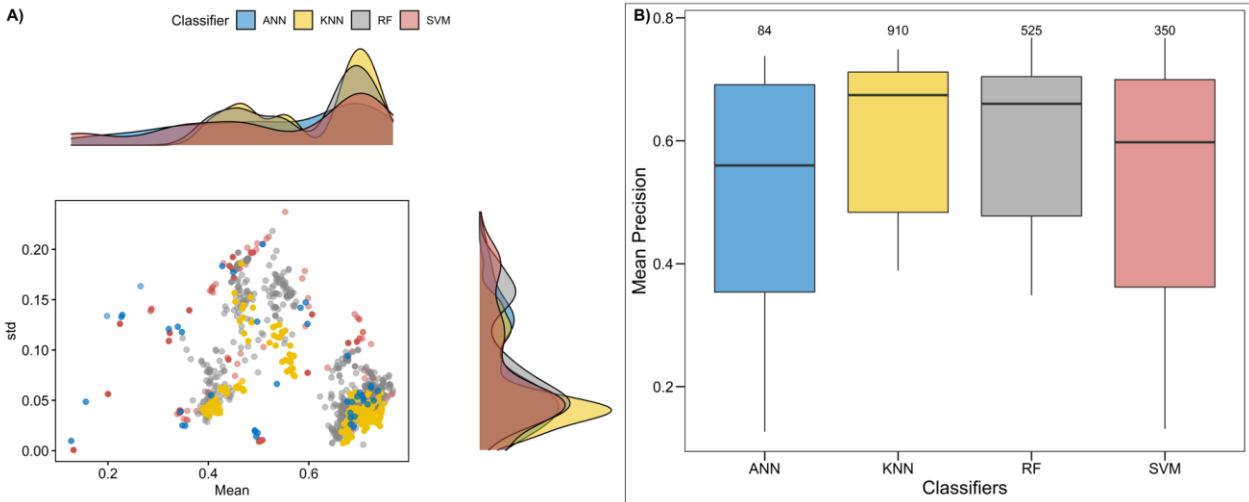 A)
Classifier ANN KNN RF SVM
0.20
0.15
0.10
0.05
0.00
std
0.2 0.4 0.6
Mean
B)
0.8
0.6
0.4
0.2
Mean Precision
84 910 525 350
ANN KNN RF SVM
Classifiers